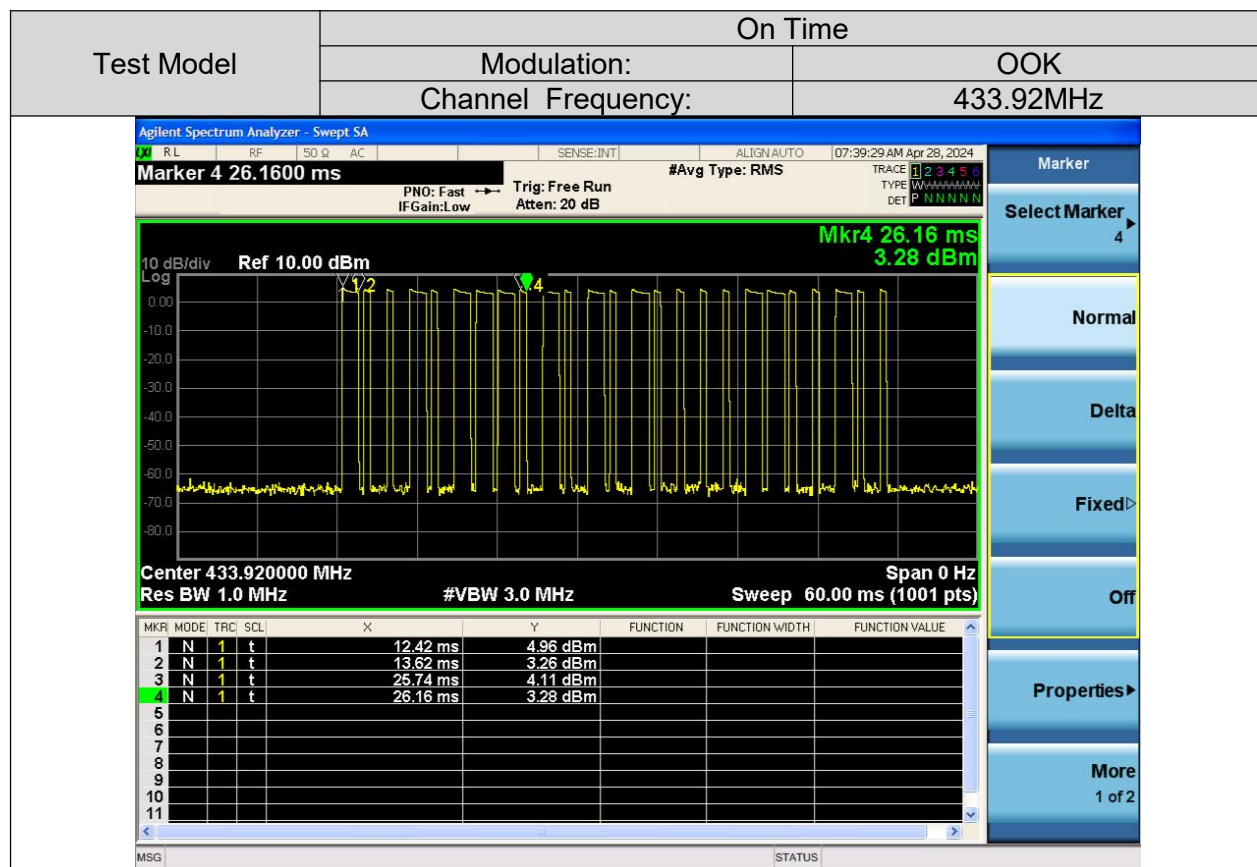 Test Model
On Time
Modulation: OOK
Channel Frequency: 433.92MHz
Agilent Spectrum Analyzer - Swept SA
LXI RL RF 50 Ω AC SENSE:INT ALIGN AUTO 07:39:29 AM Apr 28, 2024
Marker 4 26.1600 ms
PNO: Fast Trig: Free Run
IFGain:Low Atten: 20 dB
#Avg Type: RMS
TRACE 1 2 3 4 5 6
TYPE WWWWWWW
DET P N N N N N
Mkr4 26.16 ms
3.28 dBm
10 dB/div Ref 10.00 dBm
Log
1 2 4
0.00
-10.0
-20.0
-30.0
-40.0
-50.0
-60.0
-70.0
-80.0
Center 433.920000 MHz Span 0 Hz
Res BW 1.0 MHz #VBW 3.0 MHz Sweep 60.00 ms (1001 pts)
MKR MODE TRC SCL X Y FUNCTION FUNCTION WIDTH FUNCTION VALUE
1 N 1 t 12.42 ms 4.96 dBm
2 N 1 t 13.62 ms 3.26 dBm
3 N 1 t 25.74 ms 4.11 dBm
4 N 1 t 26.16 ms 3.28 dBm
5
6
7
8
9
10
11
MSG STATUS
Marker
Select Marker
4
Normal
Delta
Fixed
Off
Properties
More
1 of 2